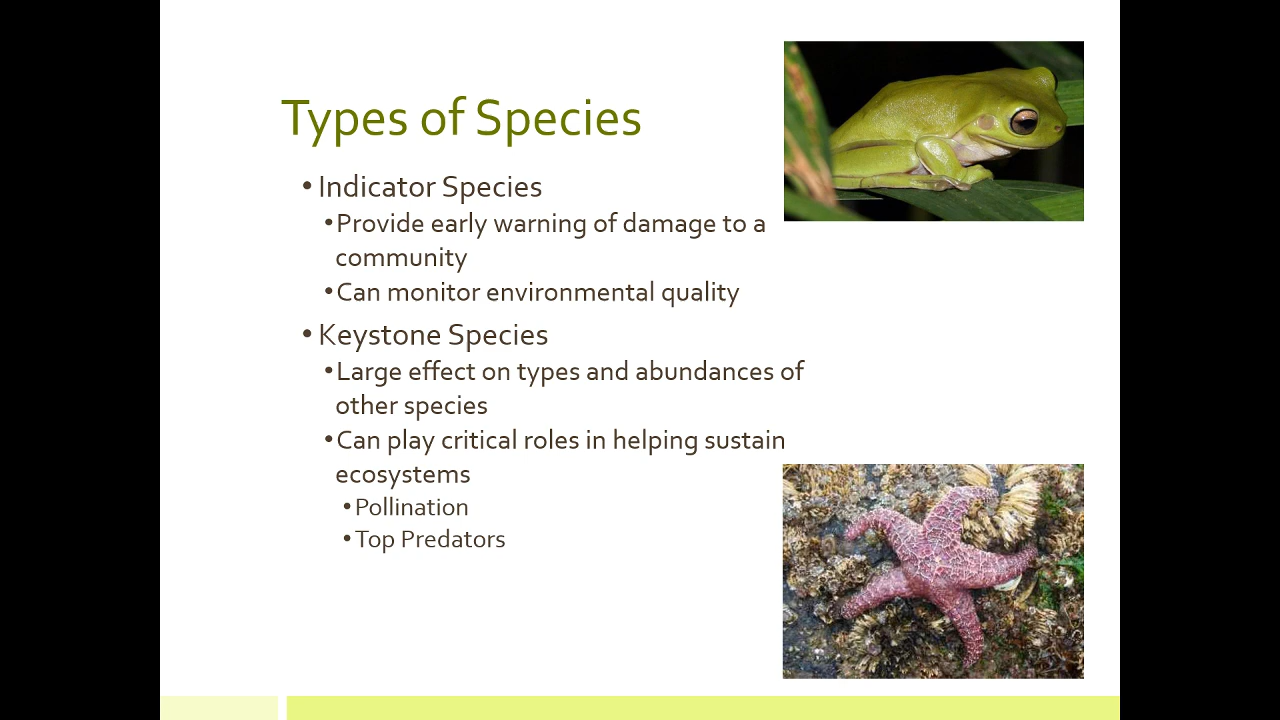 Types of Species
•Indicator Species
•Provide early warning of damage to a
community
•Can monitor environmental quality
•Keystone Species
•Large effect on types and abundances of
other species
•Can play critical roles in helping sustain
ecosystems
•Pollination
•Top Predators